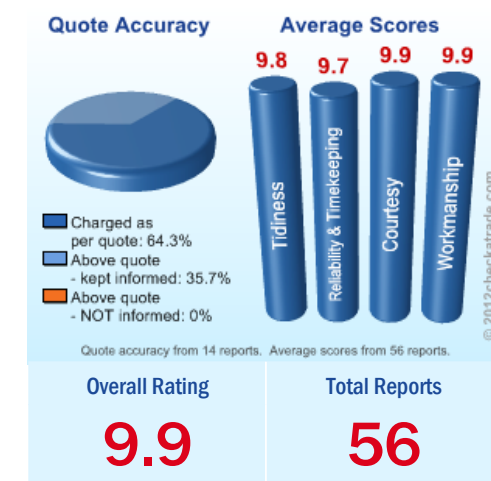 Quote Accuracy
Average Scores
9.8
9.7
9.9
9.9
Tidiness
Reliability & Timekeeping
Courtesy
Workmanship
Charged as
per quote: 64.3%
Above quote
- kept informed: 35.7%
Above quote
- NOT informed: 0%
© 2012checkatrade.com
Quote accuracy from 14 reports. Average scores from 56 reports.
Overall Rating
Total Reports
9.9
56